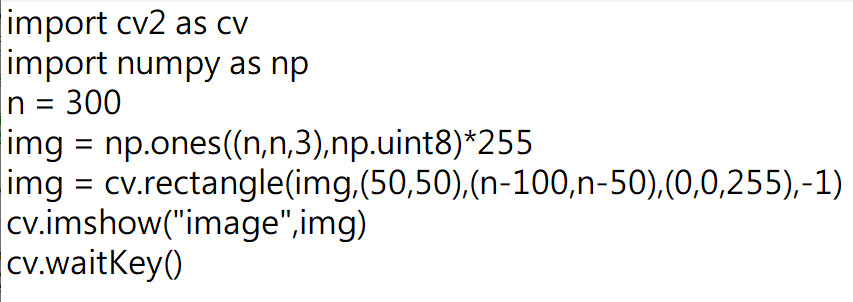 import cv2 as cv
import numpy as np
n = 300
img = np.ones((n,n,3),np.uint8)*255
img = cv.rectangle(img,(50,50),(n-100,n-50),(0,0,255),-1)
cv.imshow("image",img)
cv.waitKey()